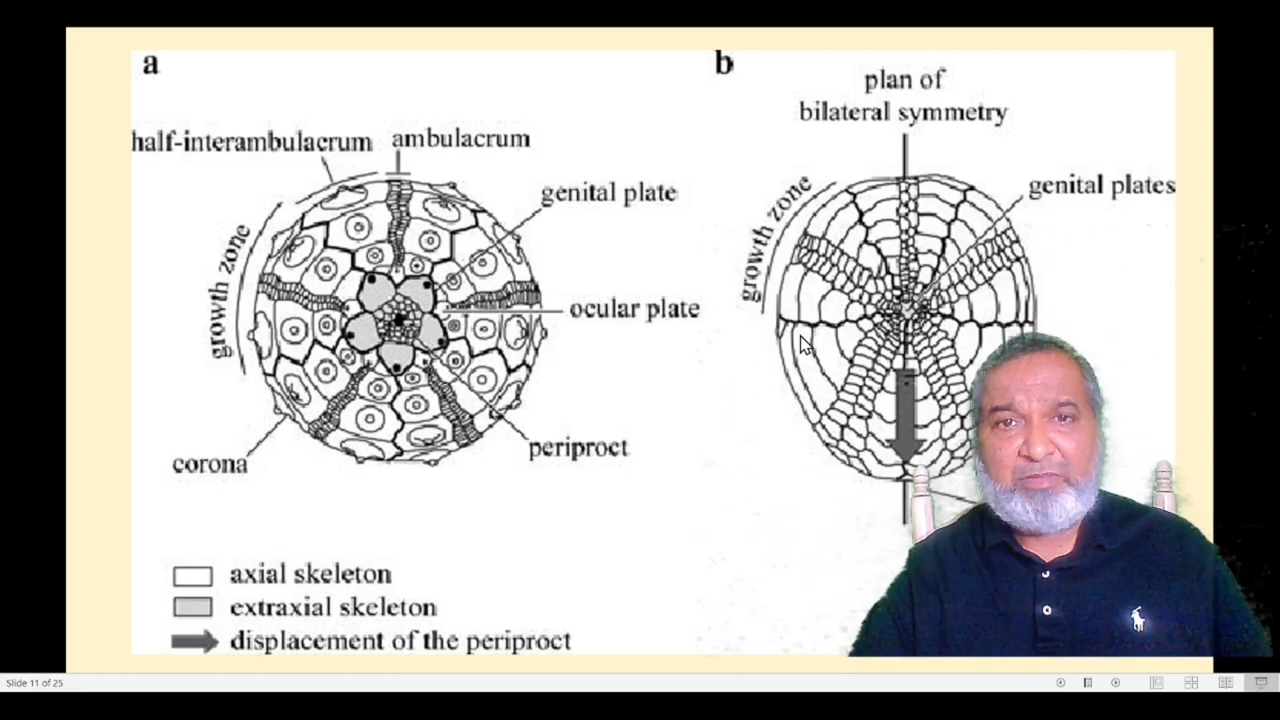 a
half-interambulacrum
ambulacrum
genital plate
growth zone
ocular plate
corona
periproct
axial skeleton
extraxial skeleton
displacement of the periproct
b
plan of
bilateral symmetry
genital plates
growth zone
Slide 11 of 25